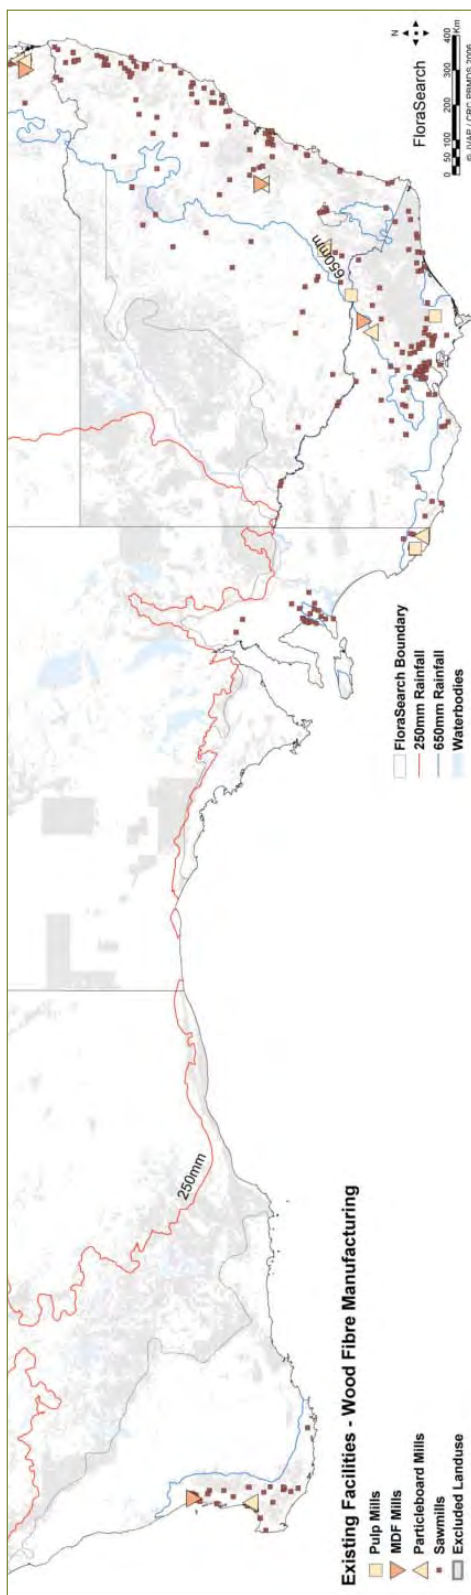 Existing Facilities - Wood Fibre Manufacturing
Pulp Mills
MDF Mills
Particleboard Mills
Sawmills
Excluded Landuse
250mm
FloraSearch Boundary
250mm Rainfall
650mm Rainfall
Waterbodies
650mm
N
FloraSearch
0 50 100 200 300 400
Km